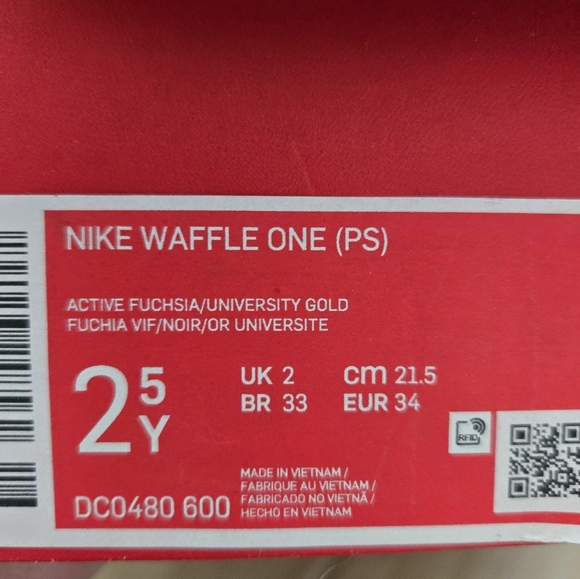 NIKE WAFFLE ONE (PS)
ACTIVE FUCHSIA/UNIVERSITY GOLD
FUCHIA VIF/NOIR/OR UNIVERSITE
2 5 Y
UK 2 cm 21.5
BR 33 EUR 34
RFID
MADE IN VIETNAM /
FABRIQUE AU VIETNAM /
FABRICADO NO VIETNÃ /
HECHO EN VIETNAM
DC0480 600